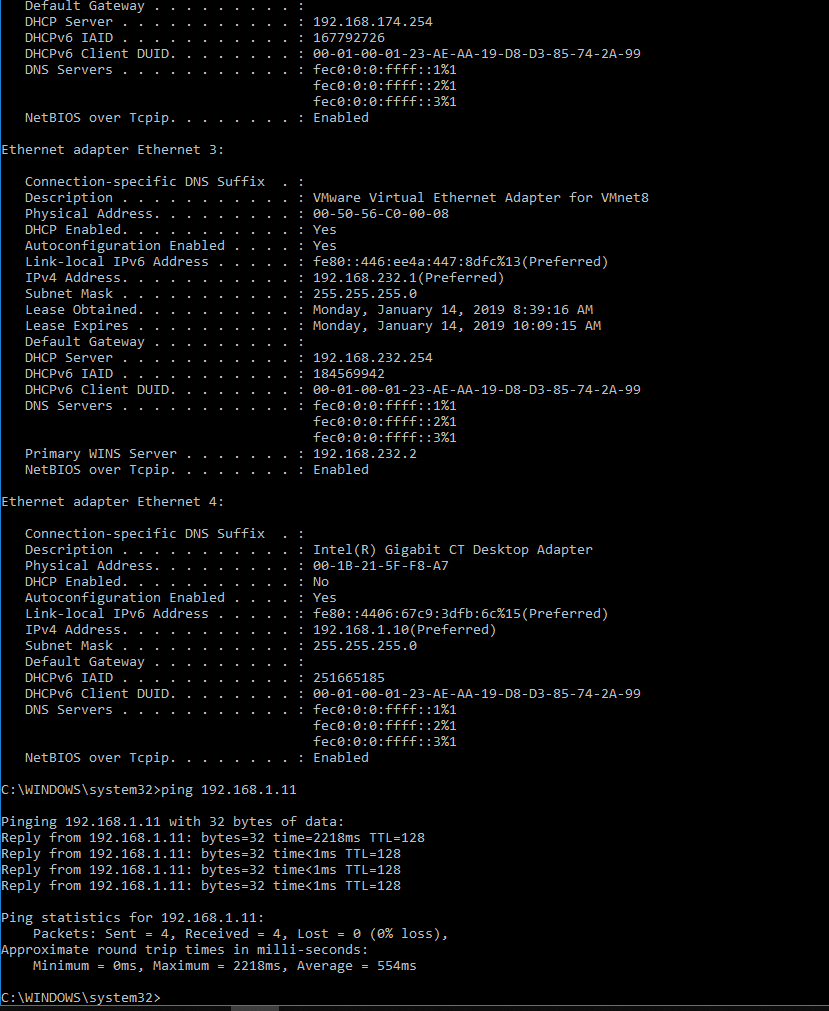 Default Gateway . . . . . . . . . :
   DHCP Server . . . . . . . . . . . : 192.168.174.254
   DHCPv6 IAID . . . . . . . . . . . : 167792726
   DHCPv6 Client DUID. . . . . . . . : 00-01-00-01-23-AE-AA-19-D8-D3-85-74-2A-99
   DNS Servers . . . . . . . . . . . : fec0:0:0:ffff::1%1
                                       fec0:0:0:ffff::2%1
                                       fec0:0:0:ffff::3%1
   NetBIOS over Tcpip. . . . . . . . : Enabled

Ethernet adapter Ethernet 3:

   Connection-specific DNS Suffix  . :
   Description . . . . . . . . . . . : VMware Virtual Ethernet Adapter for VMnet8
   Physical Address. . . . . . . . . : 00-50-56-C0-00-08
   DHCP Enabled. . . . . . . . . . . : Yes
   Autoconfiguration Enabled . . . . : Yes
   Link-local IPv6 Address . . . . . : fe80::446:ee4a:447:8dfc%13(Preferred)
   IPv4 Address. . . . . . . . . . . : 192.168.232.1(Preferred)
   Subnet Mask . . . . . . . . . . . : 255.255.255.0
   Lease Obtained. . . . . . . . . . : Monday, January 14, 2019 8:39:16 AM
   Lease Expires . . . . . . . . . . : Monday, January 14, 2019 10:09:15 AM
   Default Gateway . . . . . . . . . :
   DHCP Server . . . . . . . . . . . : 192.168.232.254
   DHCPv6 IAID . . . . . . . . . . . : 184569942
   DHCPv6 Client DUID. . . . . . . . : 00-01-00-01-23-AE-AA-19-D8-D3-85-74-2A-99
   DNS Servers . . . . . . . . . . . : fec0:0:0:ffff::1%1
                                       fec0:0:0:ffff::2%1
                                       fec0:0:0:ffff::3%1
   Primary WINS Server . . . . . . . : 192.168.232.2
   NetBIOS over Tcpip. . . . . . . . : Enabled

Ethernet adapter Ethernet 4:

   Connection-specific DNS Suffix  . :
   Description . . . . . . . . . . . : Intel(R) Gigabit CT Desktop Adapter
   Physical Address. . . . . . . . . : 00-1B-21-5F-F8-A7
   DHCP Enabled. . . . . . . . . . . : No
   Autoconfiguration Enabled . . . . : Yes
   Link-local IPv6 Address . . . . . : fe80::4406:67c9:3dfb:6c%15(Preferred)
   IPv4 Address. . . . . . . . . . . : 192.168.1.10(Preferred)
   Subnet Mask . . . . . . . . . . . : 255.255.255.0
   Default Gateway . . . . . . . . . :
   DHCPv6 IAID . . . . . . . . . . . : 251665185
   DHCPv6 Client DUID. . . . . . . . : 00-01-00-01-23-AE-AA-19-D8-D3-85-74-2A-99
   DNS Servers . . . . . . . . . . . : fec0:0:0:ffff::1%1
                                       fec0:0:0:ffff::2%1
                                       fec0:0:0:ffff::3%1
   NetBIOS over Tcpip. . . . . . . . : Enabled

C:\WINDOWS\system32>ping 192.168.1.11

Pinging 192.168.1.11 with 32 bytes of data:
Reply from 192.168.1.11: bytes=32 time=2218ms TTL=128
Reply from 192.168.1.11: bytes=32 time<1ms TTL=128
Reply from 192.168.1.11: bytes=32 time<1ms TTL=128
Reply from 192.168.1.11: bytes=32 time<1ms TTL=128

Ping statistics for 192.168.1.11:
    Packets: Sent = 4, Received = 4, Lost = 0 (0% loss),
Approximate round trip times in milli-seconds:
    Minimum = 0ms, Maximum = 2218ms, Average = 554ms

C:\WINDOWS\system32>